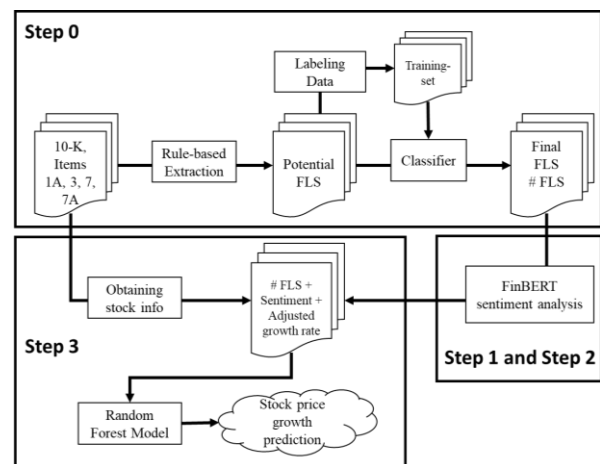 Step 0
Labeling
Data
Training-
set
10-K,
Items
1A, 3, 7,
7A
Rule-based
Extraction
Potential
FLS
Classifier
Final
FLS
# FLS
Obtaining
stock info
# FLS +
Sentiment +
Adjusted
growth rate
FinBERT
sentiment analysis
Step 1 and Step 2
Step 3
Random
Forest Model
Stock price
growth
prediction